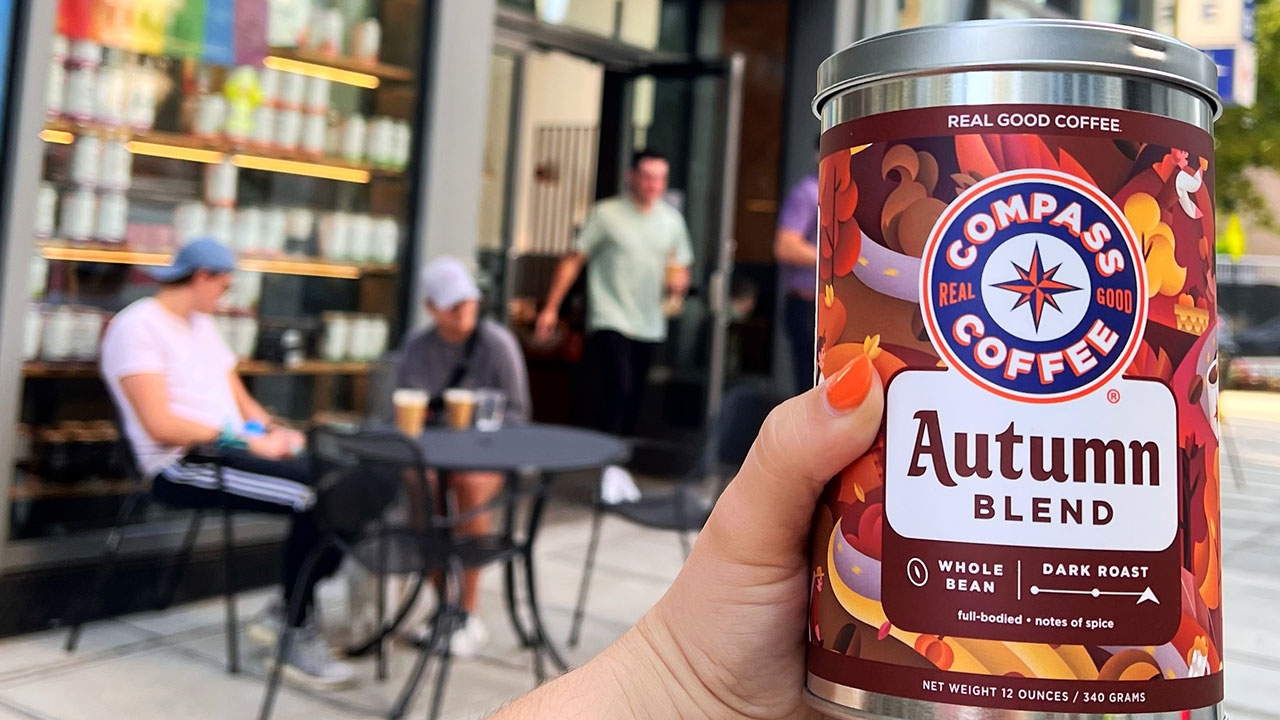 REAL GOOD COFFEE.
COMPASS
REAL GOOD
COFFEE
®
Autumn
BLEND
WHOLE
BEAN
DARK ROAST
full-bodied • notes of spice
NET WEIGHT 12 OUNCES / 340 GRAMS